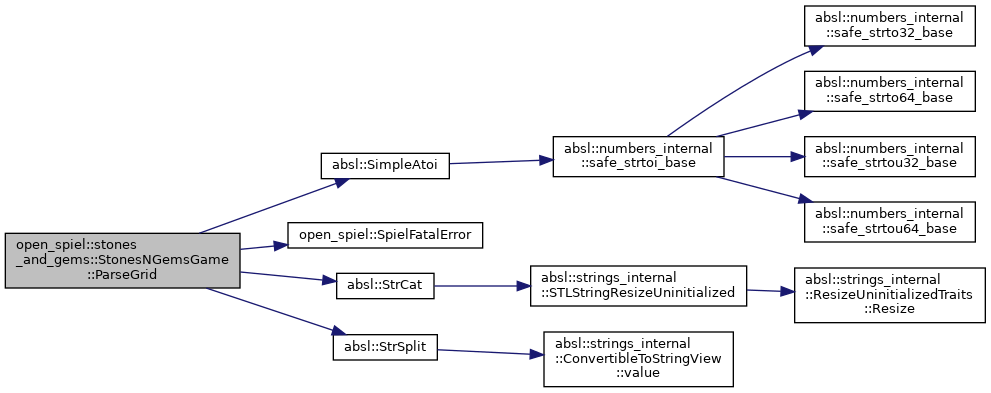 open_spiel::stones
_and_gems::StonesNGemsGame
::ParseGrid
absl::SimpleAtoi
open_spiel::SpielFatalError
absl::StrCat
absl::StrSplit
absl::numbers_internal
::safe_strtoi_base
absl::strings_internal
::STLStringResizeUninitialized
absl::strings_internal
::ConvertibleToStringView
::value
absl::numbers_internal
::safe_strto32_base
absl::numbers_internal
::safe_strto64_base
absl::numbers_internal
::safe_strtou32_base
absl::numbers_internal
::safe_strtou64_base
absl::strings_internal
::ResizeUninitializedTraits
::Resize